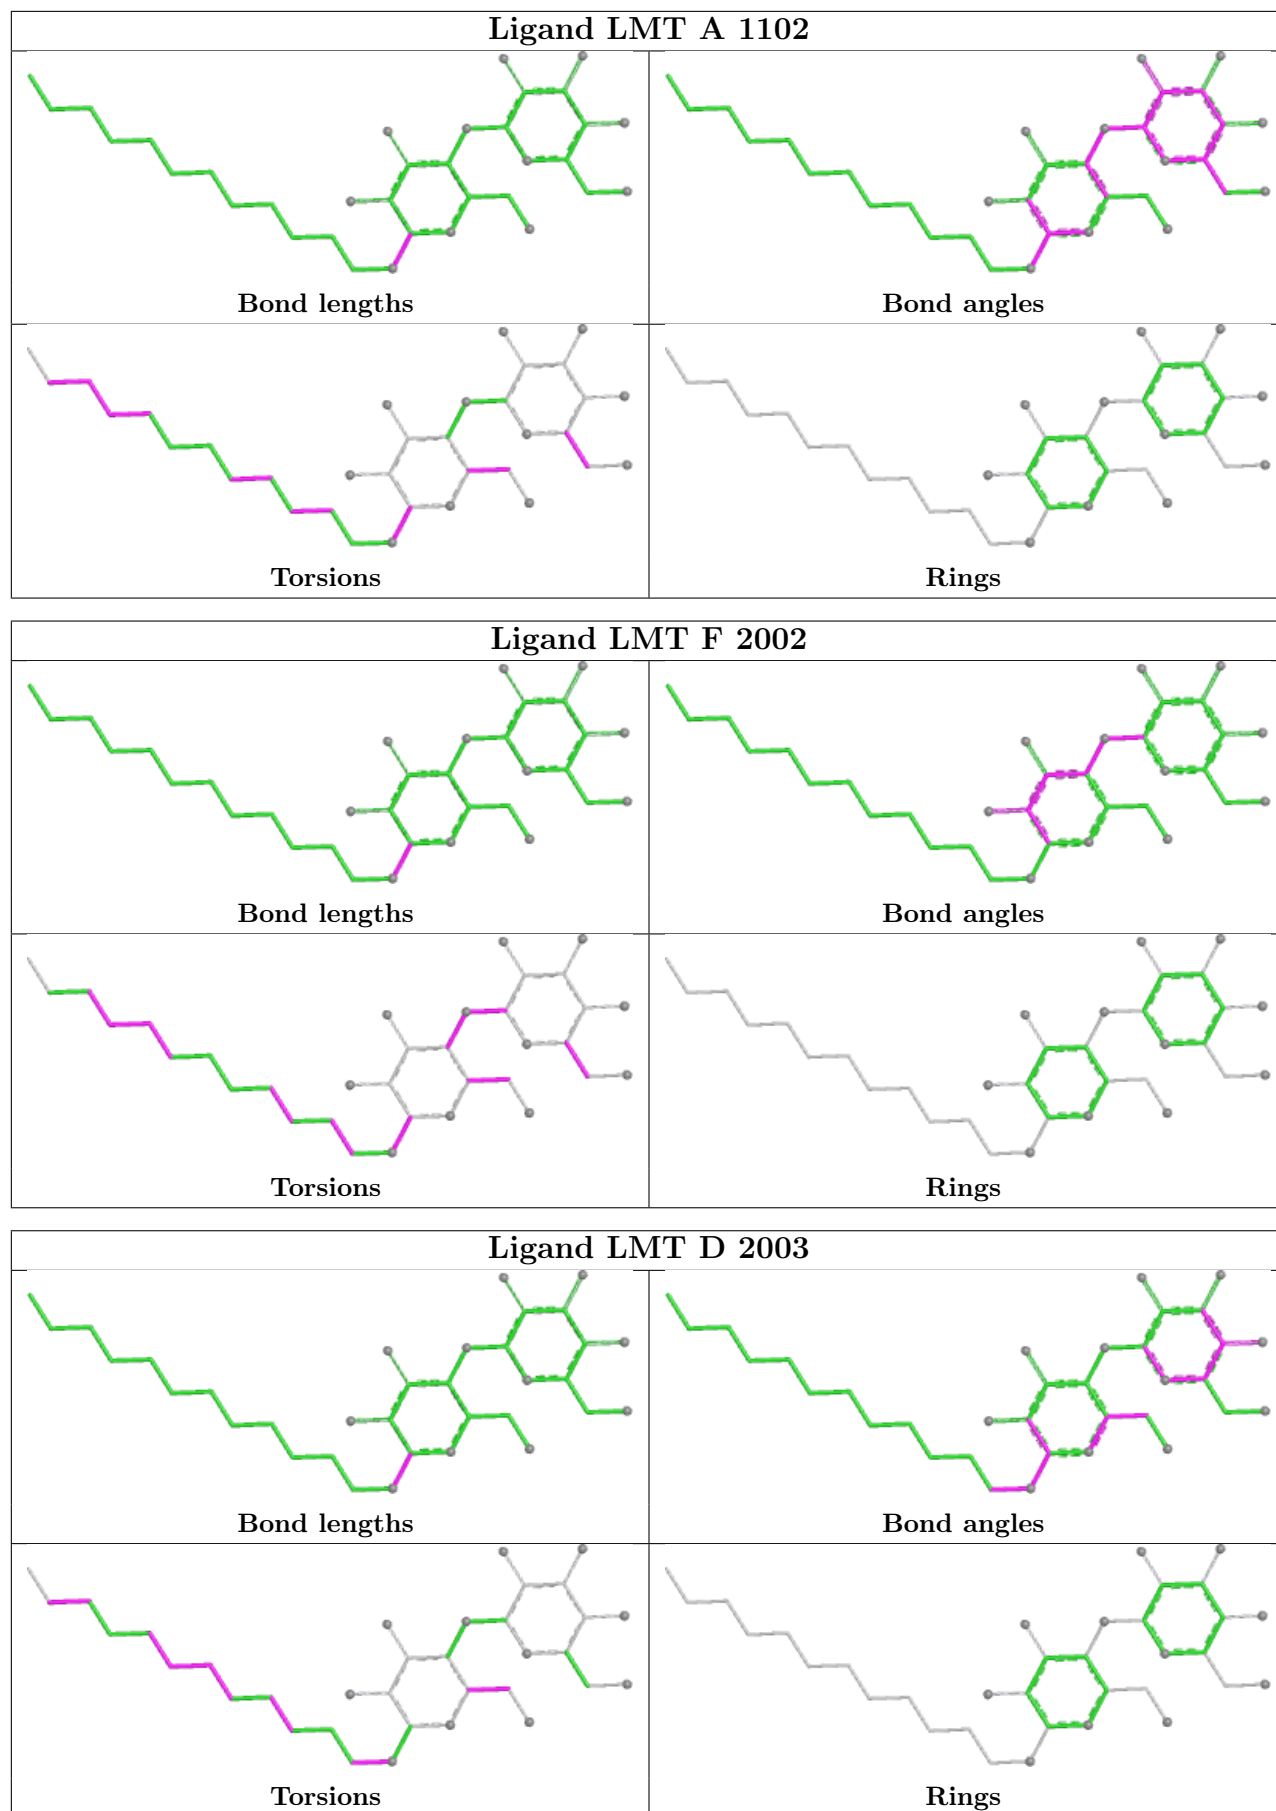 Ligand LMT A 1102
Bond lengths
Bond angles
Torsions
Rings
Ligand LMT F 2002
Bond lengths
Bond angles
Torsions
Rings
Ligand LMT D 2003
Bond lengths
Bond angles
Torsions
Rings